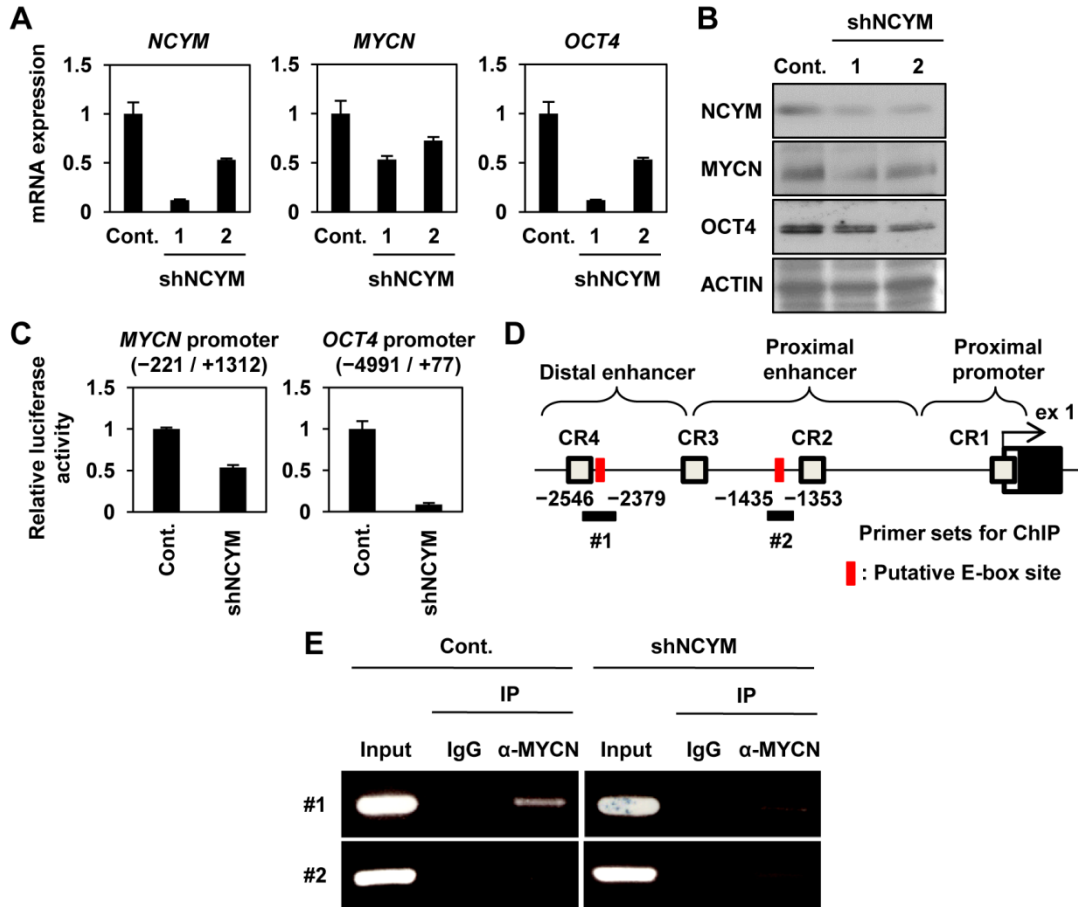 A
NCYM
MYCN
OCT4
mRNA expression
1.5
1
0.5
0
1.5
1
0.5
0
1.5
1
0.5
0
Cont. 1 2
shNCYM
Cont. 1 2
shNCYM
Cont. 1 2
shNCYM
B
shNCYM
Cont. 1 2
NCYM
MYCN
OCT4
ACTIN
C
MYCN promoter
(−221 / +1312)
OCT4 promoter
(−4991 / +77)
Relative luciferase
activity
1.5
1
0.5
0
1.5
1
0.5
0
Cont.
shNCYM
Cont.
shNCYM
D
Distal enhancer
Proximal
enhancer
Proximal
promoter
ex 1
CR4
CR3
CR2
CR1
−2546 −2379
−1435 −1353
#1
#2
Primer sets for ChIP
: Putative E-box site
E
Cont.
shNCYM
IP
IP
Input IgG α-MYCN
Input IgG α-MYCN
#1
#2